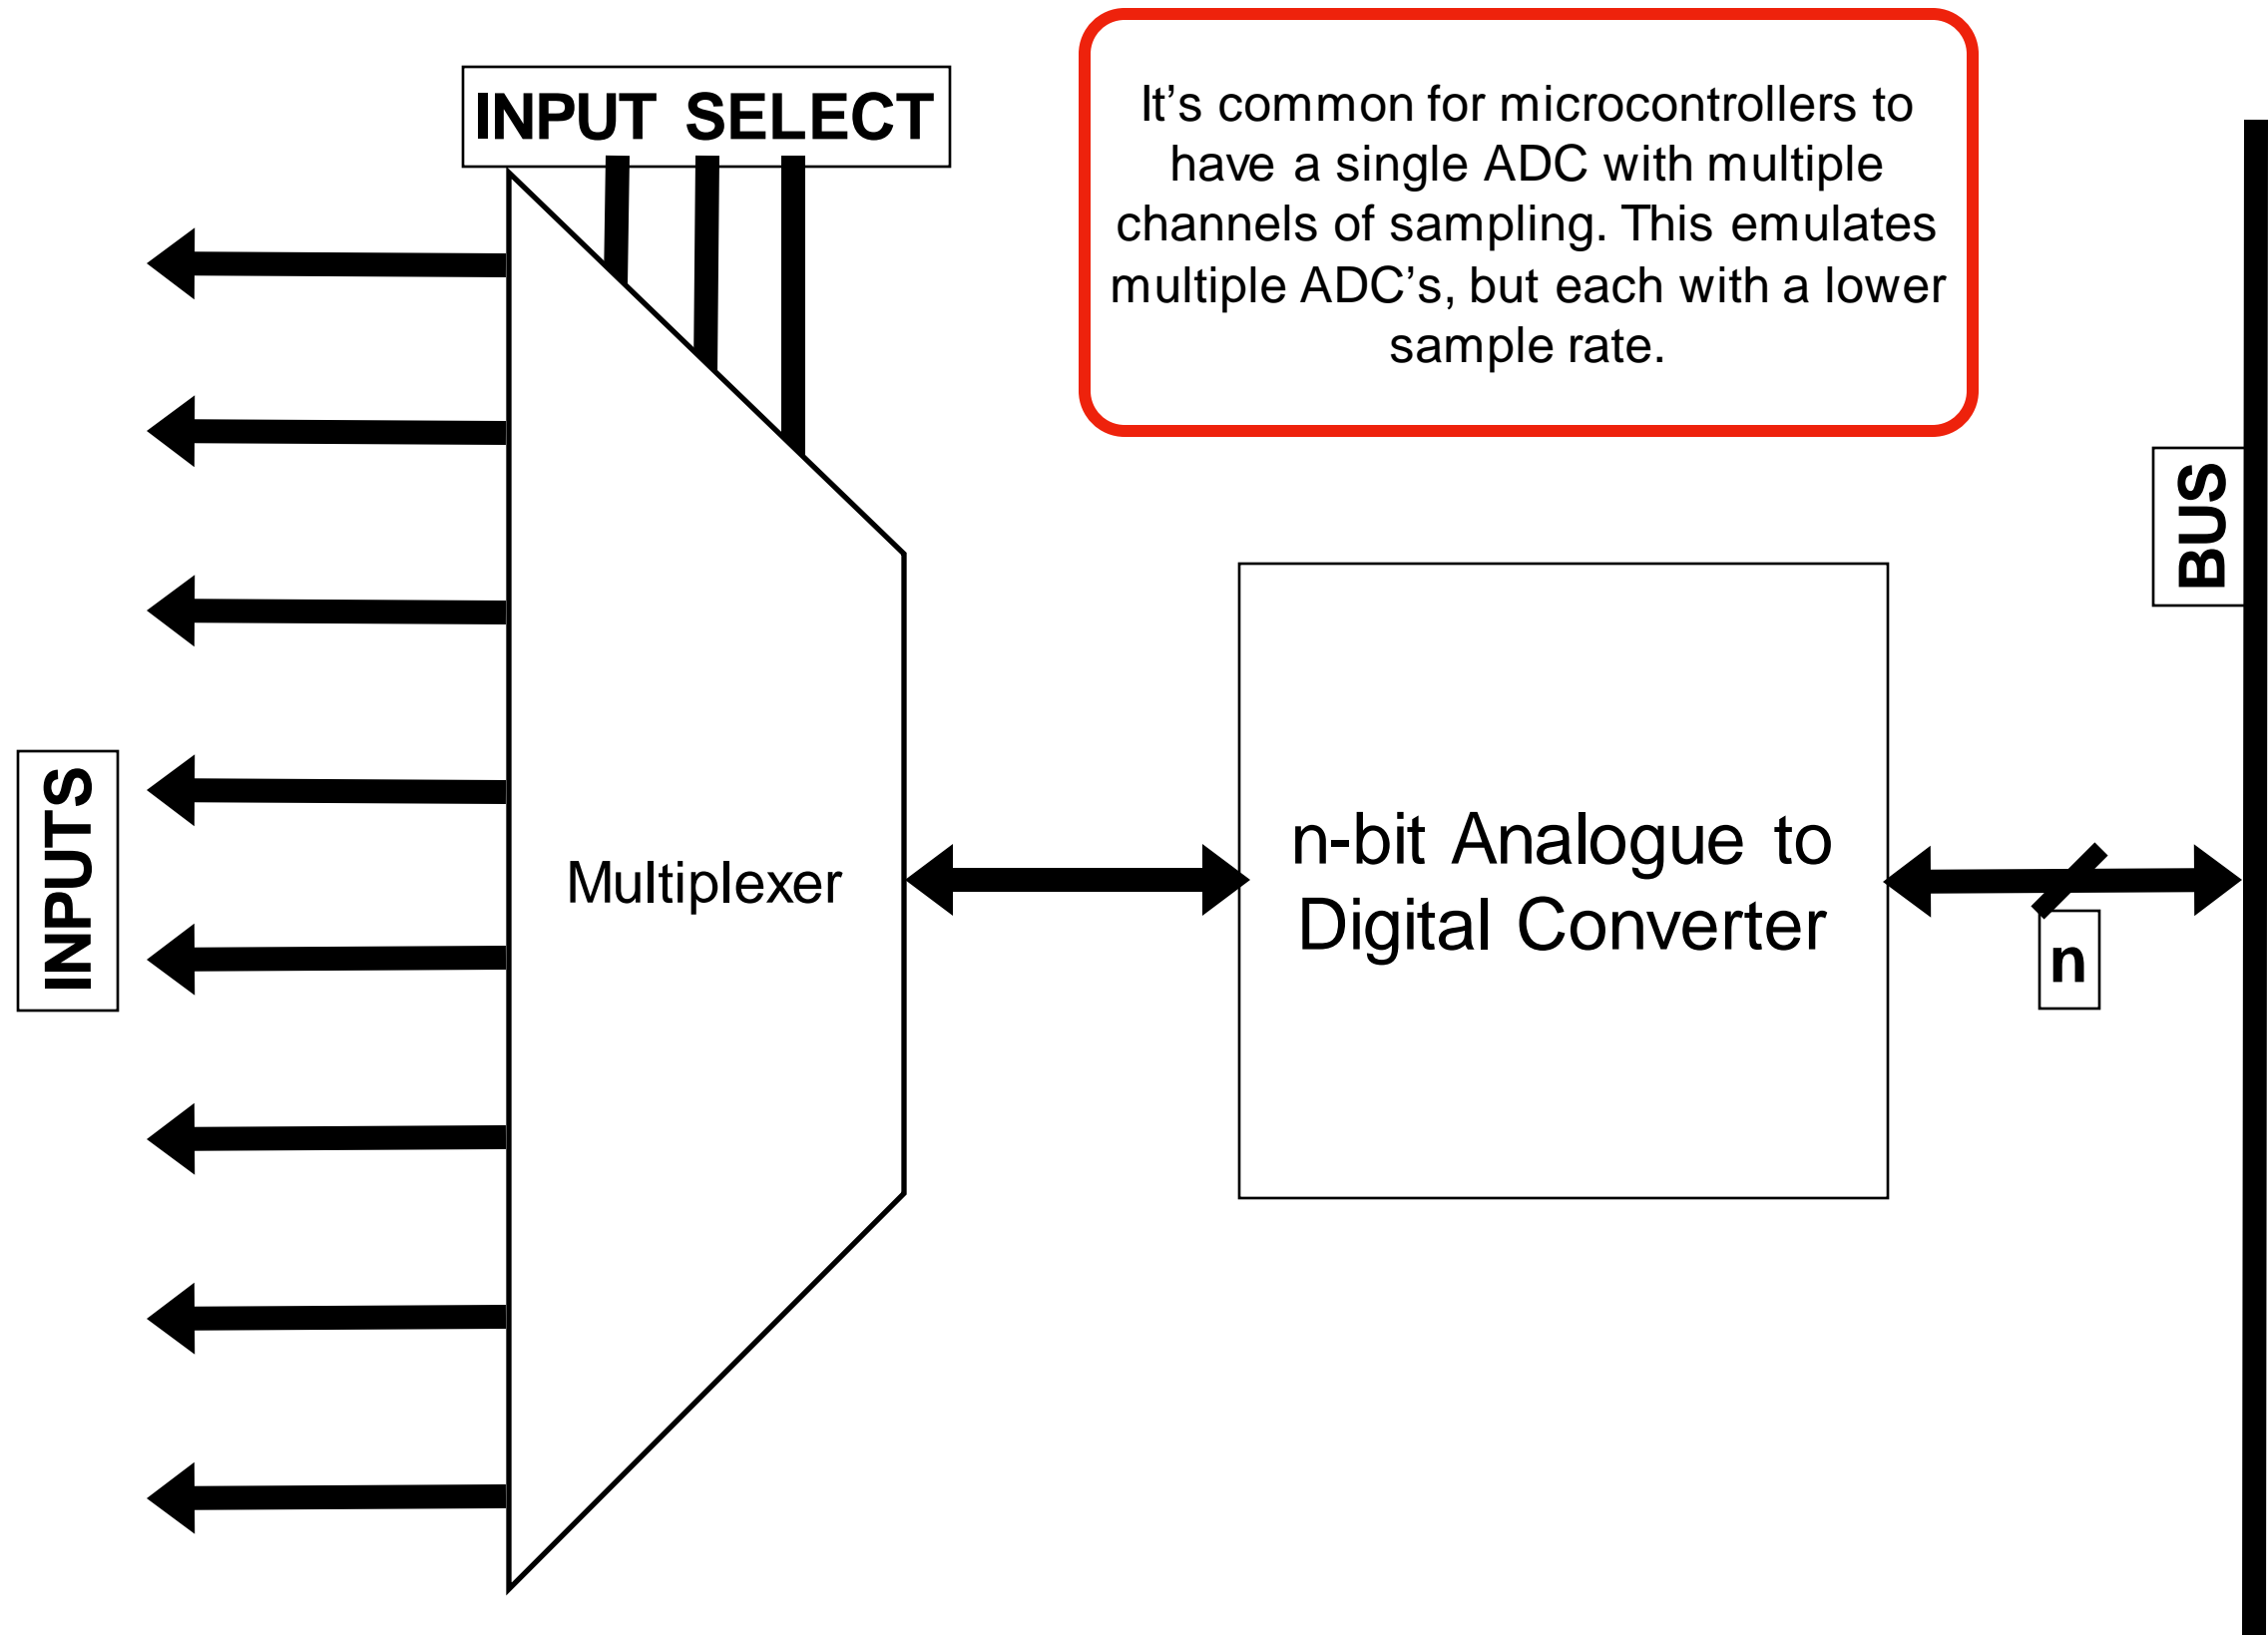 INPUT SELECT
It’s common for microcontrollers to
have a single ADC with multiple
channels of sampling. This emulates
multiple ADC’s, but each with a lower
sample rate.
BUS
INPUTS
Multiplexer
n-bit Analogue to
Digital Converter
n